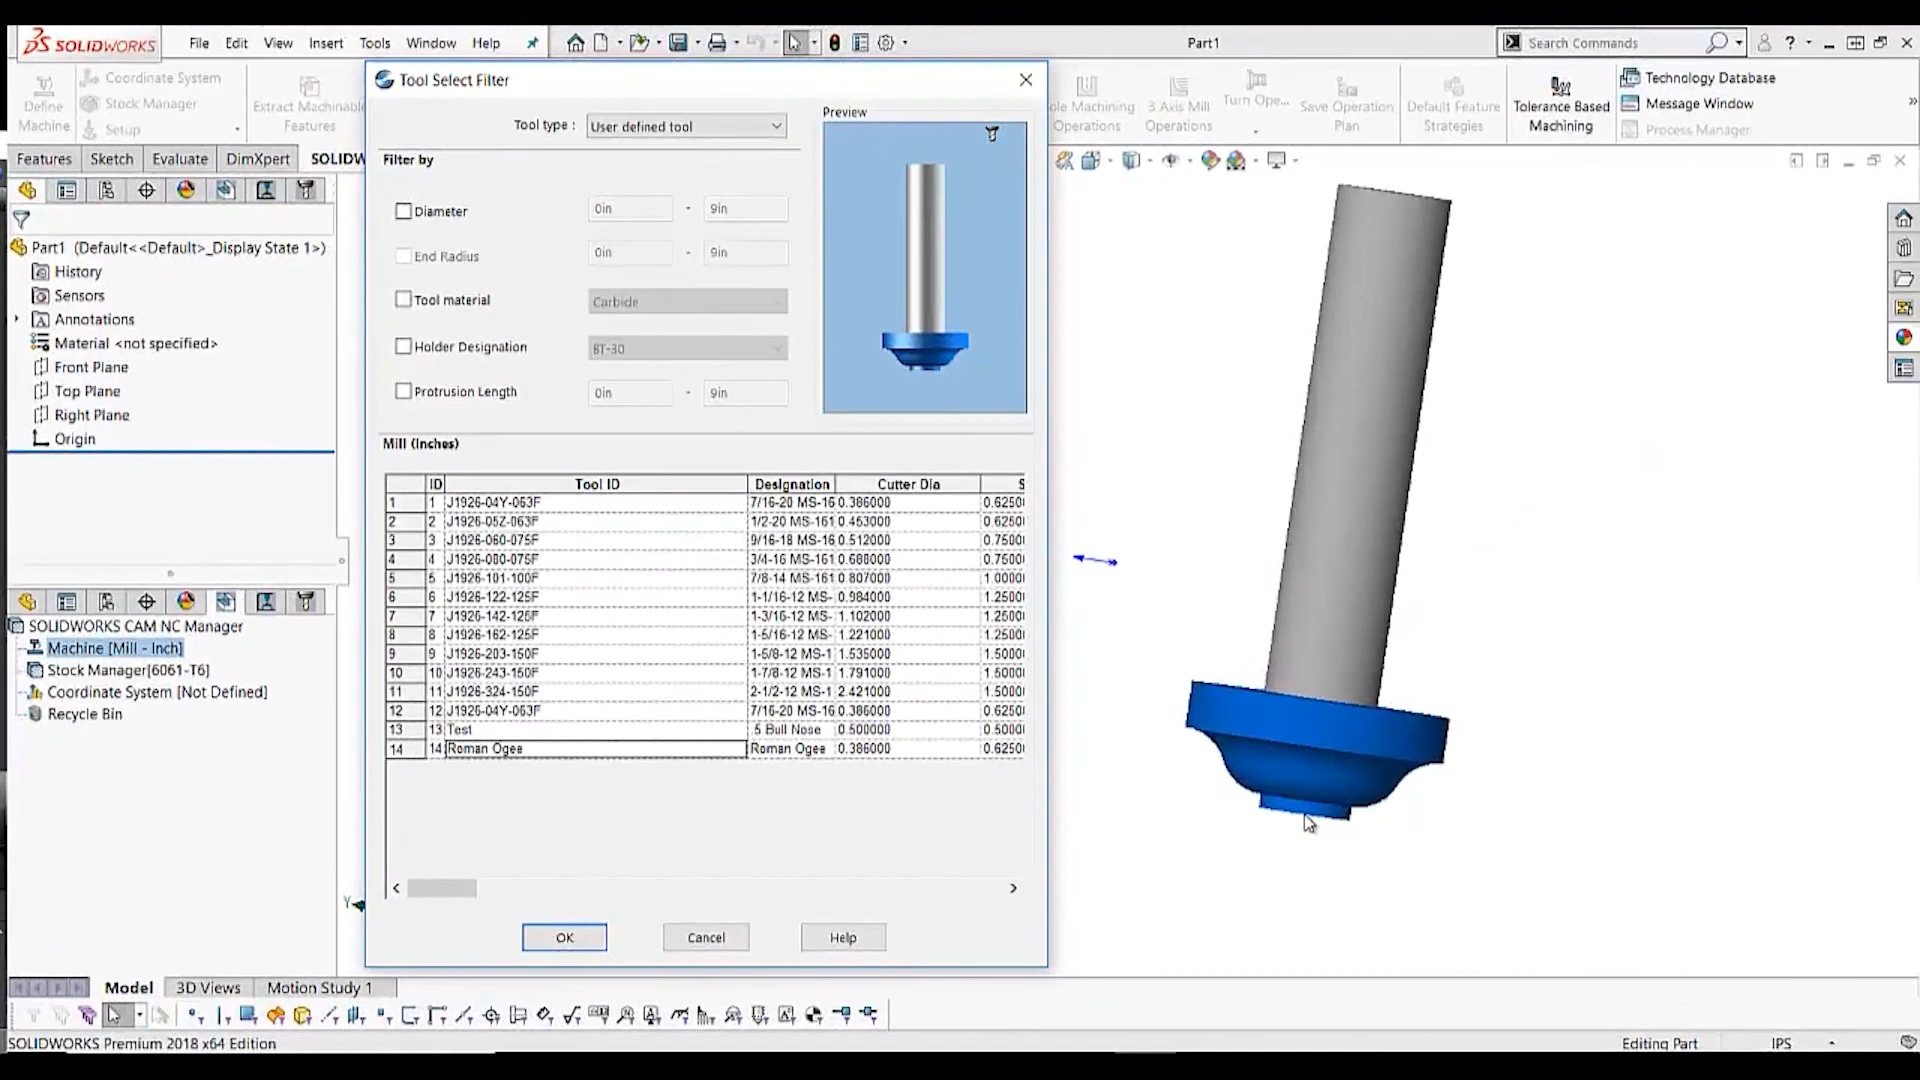 SOLIDWORKS File Edit View Insert Tools Window Help
Part1
Search Commands
Define Machine
Coordinate System
Stock Manager
Setup
Extract Machinable Features
ole Machining Operations
3 Axis Mill Operations
Turn Ope...
Save Operation Plan
Default Feature Strategies
Tolerance Based Machining
Technology Database
Message Window
Process Manager
Features Sketch Evaluate DimXpert SOLIDW
Part1 (Default<<Default>_Display State 1>)
History
Sensors
Annotations
Material <not specified>
Front Plane
Top Plane
Right Plane
Origin
SOLIDWORKS CAM NC Manager
Machine [Mill - Inch]
Stock Manager[6061-T6]
Coordinate System [Not Defined]
Recycle Bin
Tool Select Filter
Tool type : User defined tool
Preview
Filter by
Diameter 0in - 9in
End Radius 0in - 9in
Tool material Carbide
Holder Designation BT-30
Protrusion Length 0in - 9in
Mill (Inches)
ID Tool ID Designation Cutter Dia S
1 1 J1926-04Y-063F 7/16-20 MS-16 0.386000 0.6250
2 2 J1926-05Z-063F 1/2-20 MS-161 0.453000 0.6250
3 3 J1926-060-075F 9/16-18 MS-16 0.512000 0.7500
4 4 J1926-080-075F 3/4-16 MS-161 0.688000 0.7500
5 5 J1926-101-100F 7/8-14 MS-161 0.807000 1.0000
6 6 J1926-122-125F 1-1/16-12 MS- 0.984000 1.2500
7 7 J1926-142-125F 1-3/16-12 MS- 1.102000 1.2500
8 8 J1926-162-125F 1-5/16-12 MS- 1.221000 1.2500
9 9 J1926-203-150F 1-5/8-12 MS-1 1.535000 1.5000
10 10 J1926-243-150F 1-7/8-12 MS-1 1.791000 1.5000
11 11 J1926-324-150F 2-1/2-12 MS-1 2.421000 1.5000
12 12 J1926-04Y-063F 7/16-20 MS-16 0.386000 0.6250
13 13 Test .5 Bull Nose 0.500000 0.5000
14 14 Roman Ogee Roman Ogee 0.386000 0.6250
OK Cancel Help
Y
Model 3D Views Motion Study 1
SOLIDWORKS Premium 2018 x64 Edition
Editing Part IPS